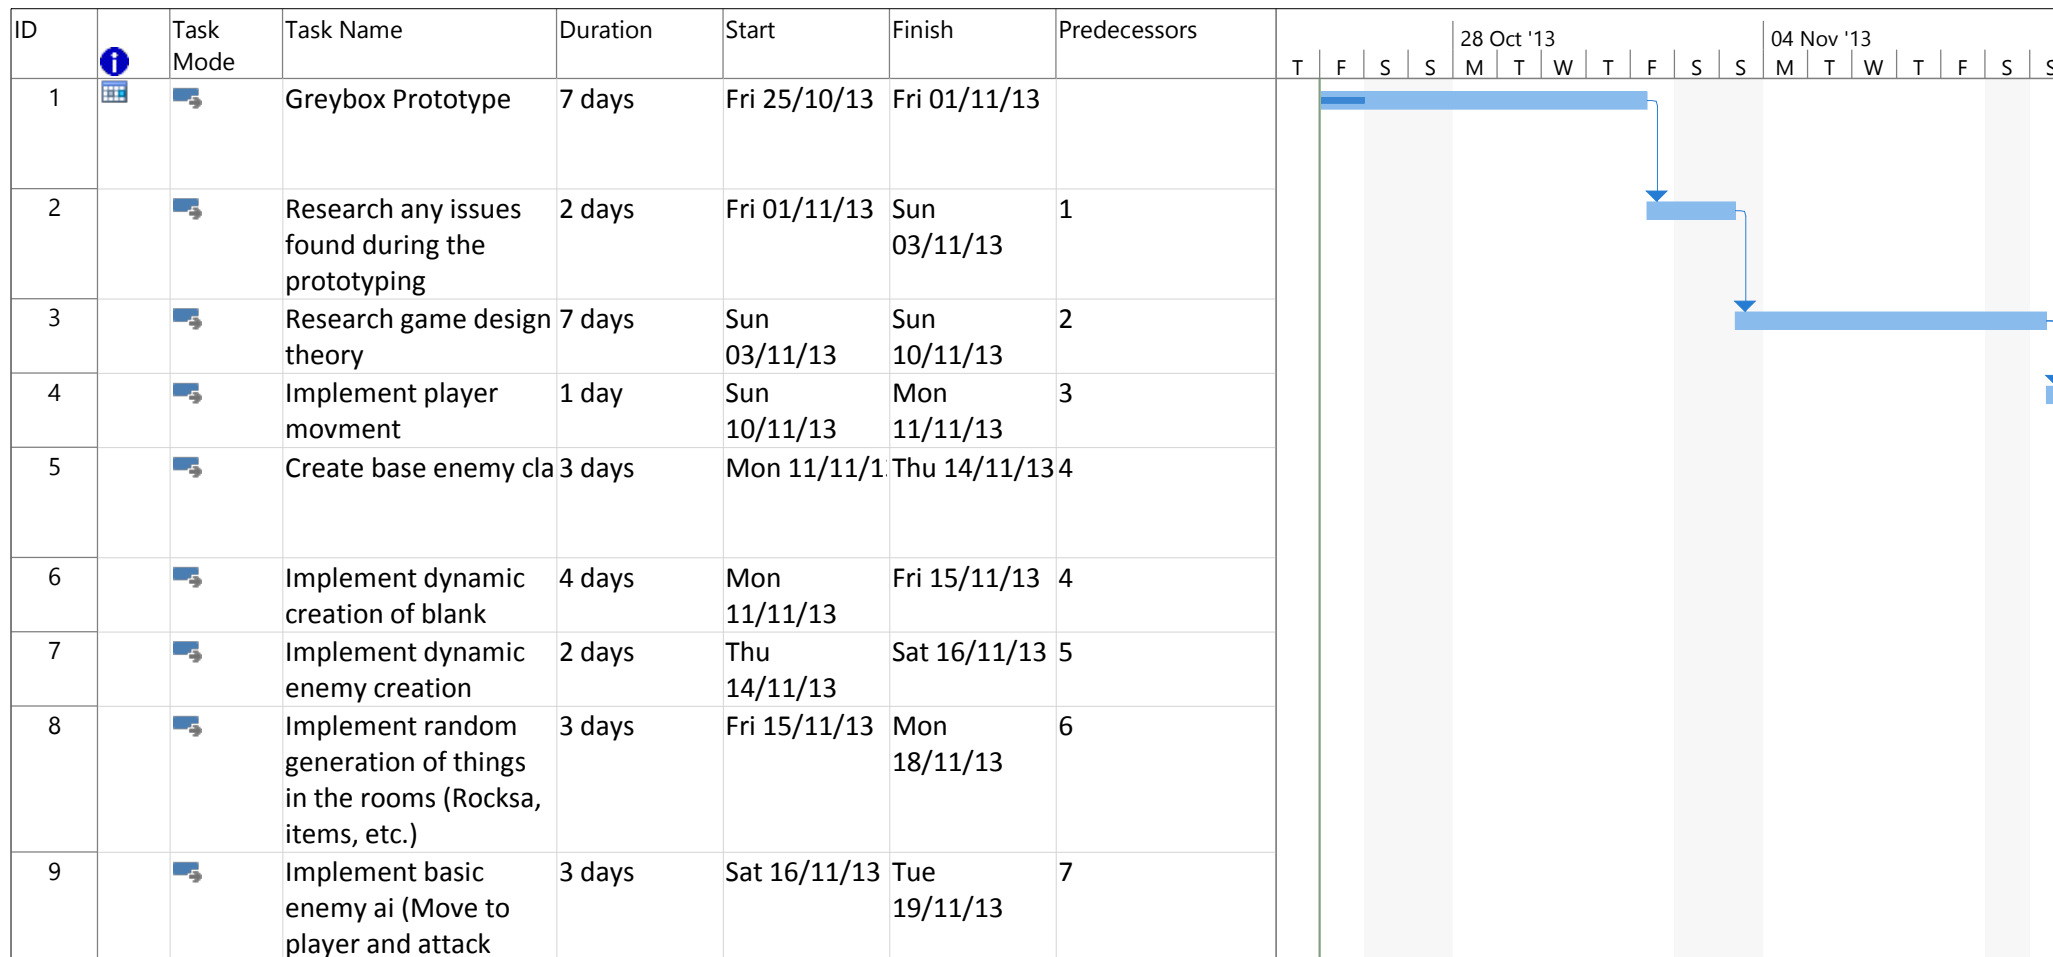 ID Task Mode Task Name Duration Start Finish Predecessors
28 Oct '13 04 Nov '13
T F S S M T W T F S S M T W T F S S
1 Greybox Prototype 7 days Fri 25/10/13 Fri 01/11/13
2 Research any issues found during the prototyping 2 days Fri 01/11/13 Sun 03/11/13 1
3 Research game design theory 7 days Sun 03/11/13 Sun 10/11/13 2
4 Implement player movment 1 day Sun 10/11/13 Mon 11/11/13 3
5 Create base enemy cla 3 days Mon 11/11/1 Thu 14/11/13 4
6 Implement dynamic creation of blank 4 days Mon 11/11/13 Fri 15/11/13 4
7 Implement dynamic enemy creation 2 days Thu 14/11/13 Sat 16/11/13 5
8 Implement random generation of things in the rooms (Rocksa, items, etc.) 3 days Fri 15/11/13 Mon 18/11/13 6
9 Implement basic enemy ai (Move to player and attack 3 days Sat 16/11/13 Tue 19/11/13 7